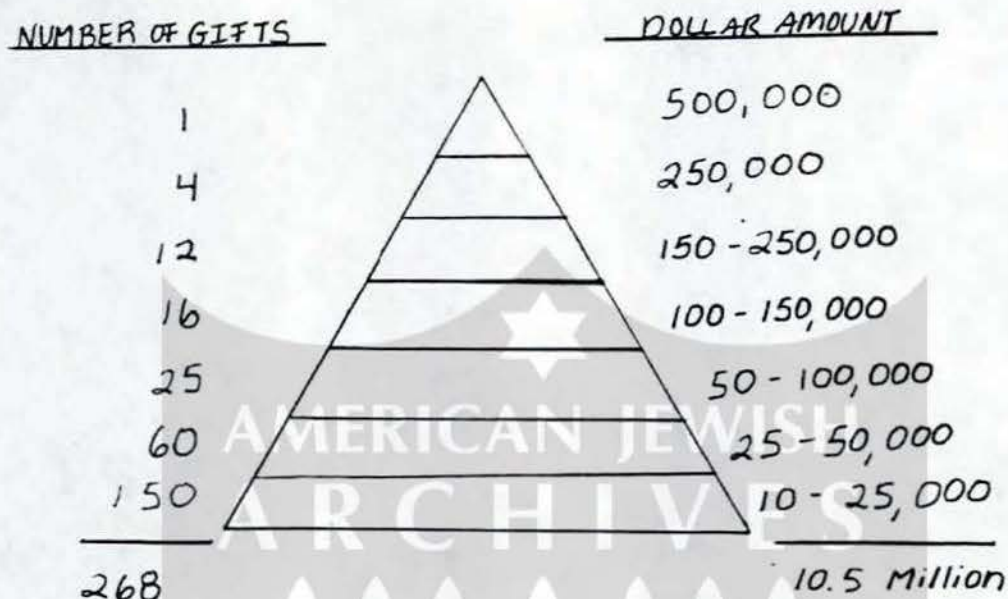 NUMBER OF GIFTS DOLLAR AMOUNT
1 500,000
4 250,000
12 150 - 250,000
16 100 - 150,000
25 50 - 100,000
60 25 - 50,000
150 10 - 25,000
268 10.5 Million
AMERICAN JEWISH
ARCHIVES